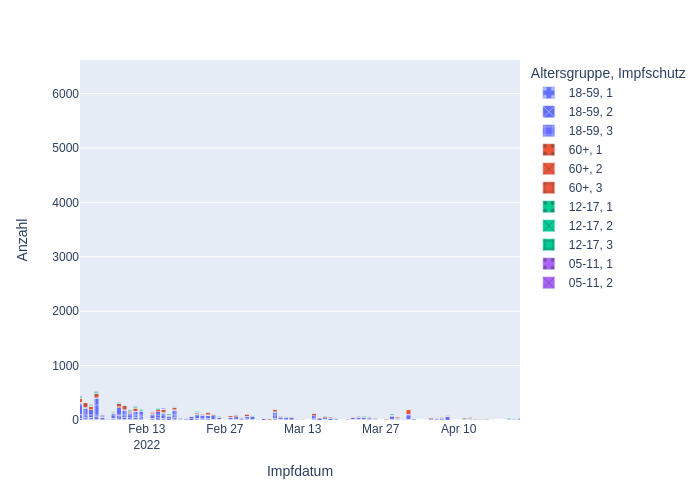 Altersgruppe, Impfschutz
18-59, 1
18-59, 2
18-59, 3
60+, 1
60+, 2
60+, 3
12-17, 1
12-17, 2
12-17, 3
05-11, 1
05-11, 2
Anzahl
6000
5000
4000
3000
2000
1000
0
Feb 13
2022
Feb 27
Mar 13
Mar 27
Apr 10
Impfdatum